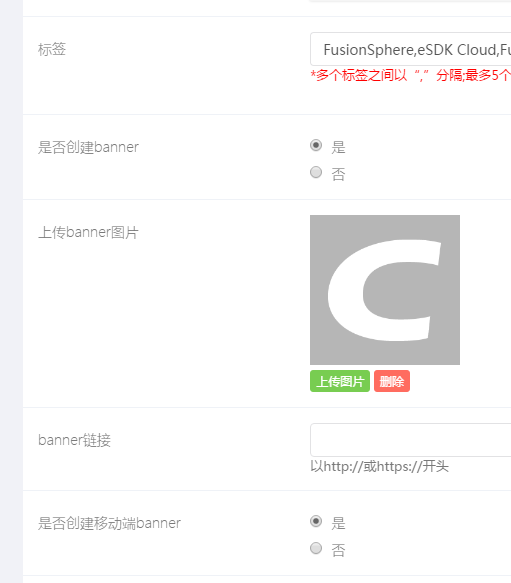 标签
FusionSphere,eSDK Cloud,Fu
*多个标签之间以“,”分隔;最多5个
是否创建banner
是
否
上传banner图片
C
上传图片 删除
banner链接
以http://或https://开头
是否创建移动端banner
是
否